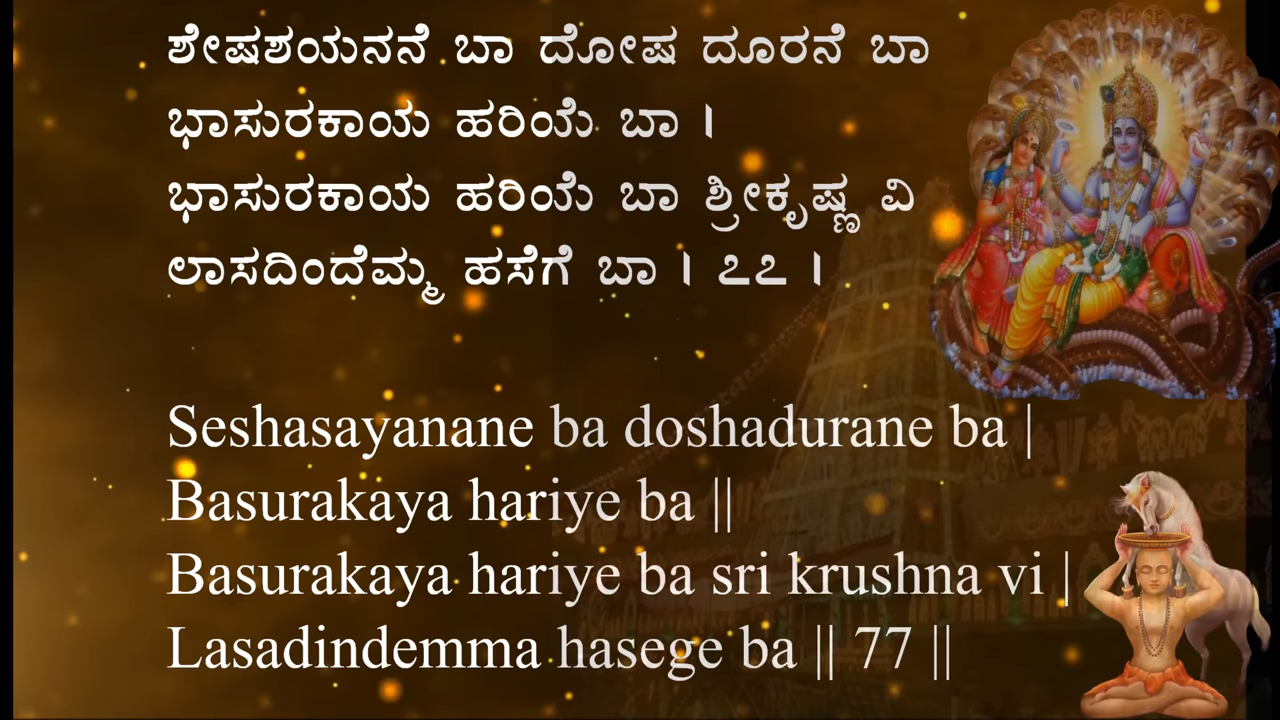 ಶೇಷಶಯನನೆ ಬಾ ದೋಷ ದೂರನೆ ಬಾ
ಭಾಸುರಕಾಯ ಹರಿಯೆ ಬಾ ।
ಭಾಸುರಕಾಯ ಹರಿಯೆ ಬಾ ಶ್ರೀಕೃಷ್ಣ ವಿ
ಲಾಸದಿಂದೆಮ್ಮ ಹಸೆಗೆ ಬಾ । ೭೭ ।
Seshasayanane ba doshadurane ba |
Basurakaya hariye ba ||
Basurakaya hariye ba sri krushna vi |
Lasadindemma hasege ba || 77 ||